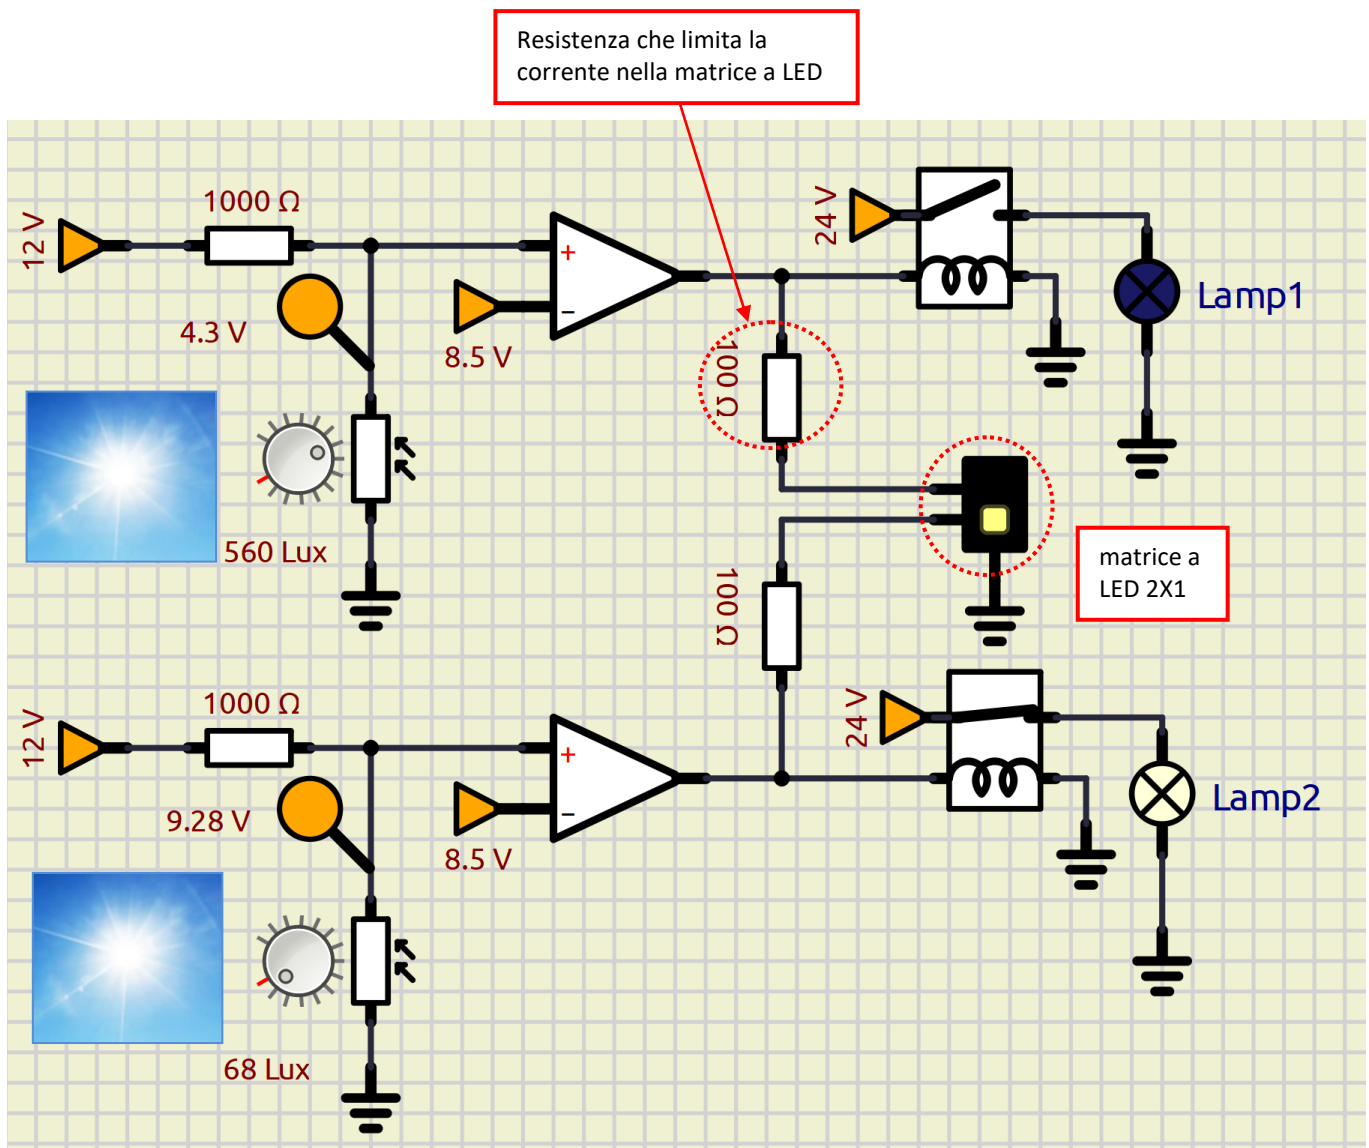 Resistenza che limita la
corrente nella matrice a LED
1000 Ω
12 V
24 V
+
4.3 V
Lamp1
8.5 V
−
100 Ω
560 Lux
matrice a
LED 2X1
100 Ω
1000 Ω
12 V
24 V
+
9.28 V
Lamp2
8.5 V
−
68 Lux